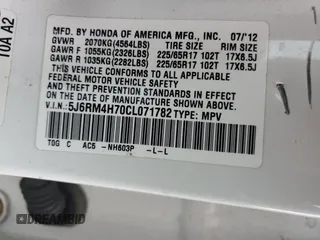 TOA A2
MFD. BY HONDA OF AMERICA MFG., INC. 07/'12
GVWR 2070KG(4564LBS) TIRE SIZE RIM SIZE
GAWR F 1055KG(2326LBS) 225/65R17 102T 17X6.5J
GAWR R 1035KG(2282LBS) 225/65R17 102T 17X6.5J
THIS VEHICLE CONFORMS TO ALL APPLICABLE FEDERAL MOTOR
VEHICLE SAFETY AND THEFT PREVENTION STANDARDS IN EFFECT ON
THE DATE OF MANUFACTURE SHOWN ABOVE.
V.I.N.: 5J6RM4H70CL071782 TYPE: MPV
TOG C AC5 -NH603P -L-L
AUTOBIDMASTER